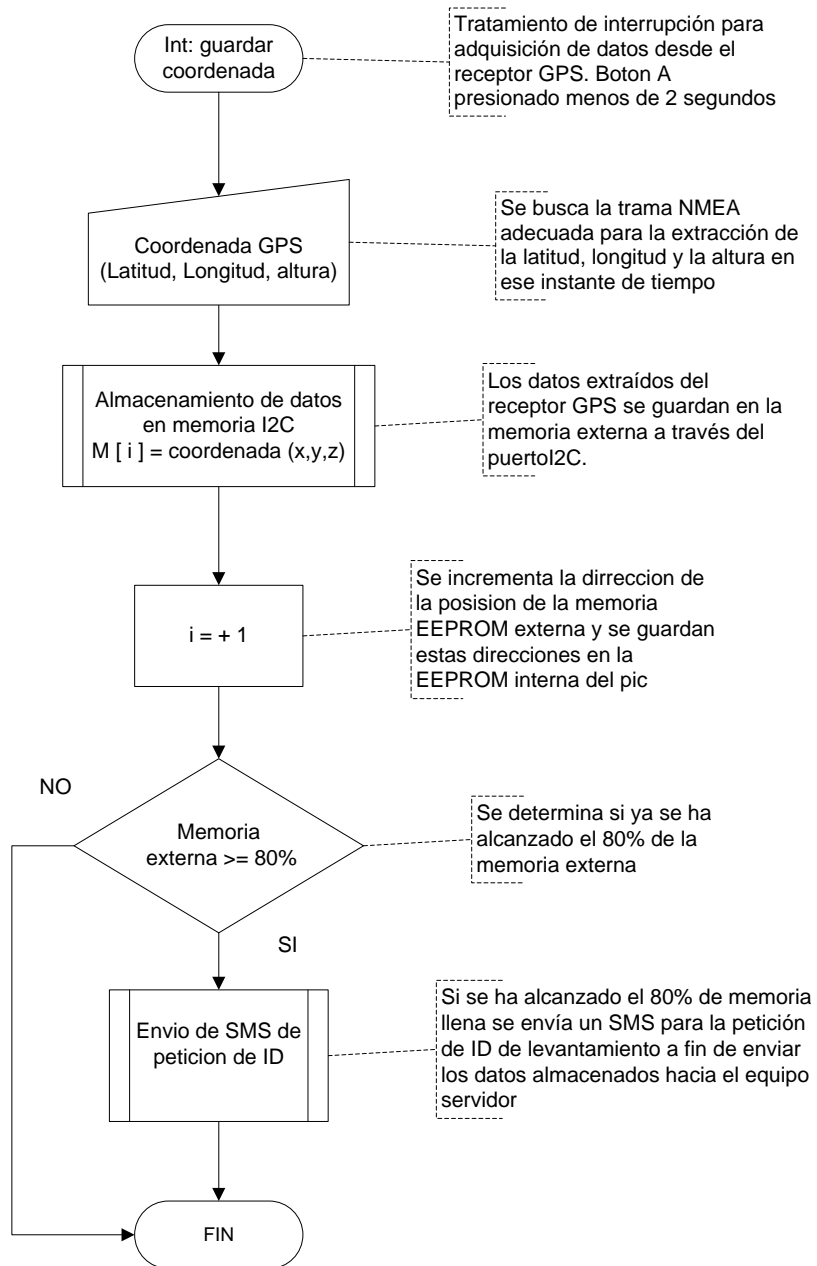 Int: guardar
coordenada
Tratamiento de interrupción para
adquisición de datos desde el
receptor GPS. Boton A
presionado menos de 2 segundos
Coordenada GPS
(Latitud, Longitud, altura)
Se busca la trama NMEA
adecuada para la extracción de
la latitud, longitud y la altura en
ese instante de tiempo
Almacenamiento de datos
en memoria I2C
M [ i ] = coordenada (x,y,z)
Los datos extraídos del
receptor GPS se guardan en la
memoria externa a través del
puertoI2C.
i = + 1
Se incrementa la dirreccion de
la posision de la memoria
EEPROM externa y se guardan
estas direcciones en la
EEPROM interna del pic
NO
Memoria
externa >= 80%
Se determina si ya se ha
alcanzado el 80% de la
memoria externa
SI
Envio de SMS de
peticion de ID
Si se ha alcanzado el 80% de memoria
llena se envía un SMS para la petición
de ID de levantamiento a fin de enviar
los datos almacenados hacia el equipo
servidor
FIN